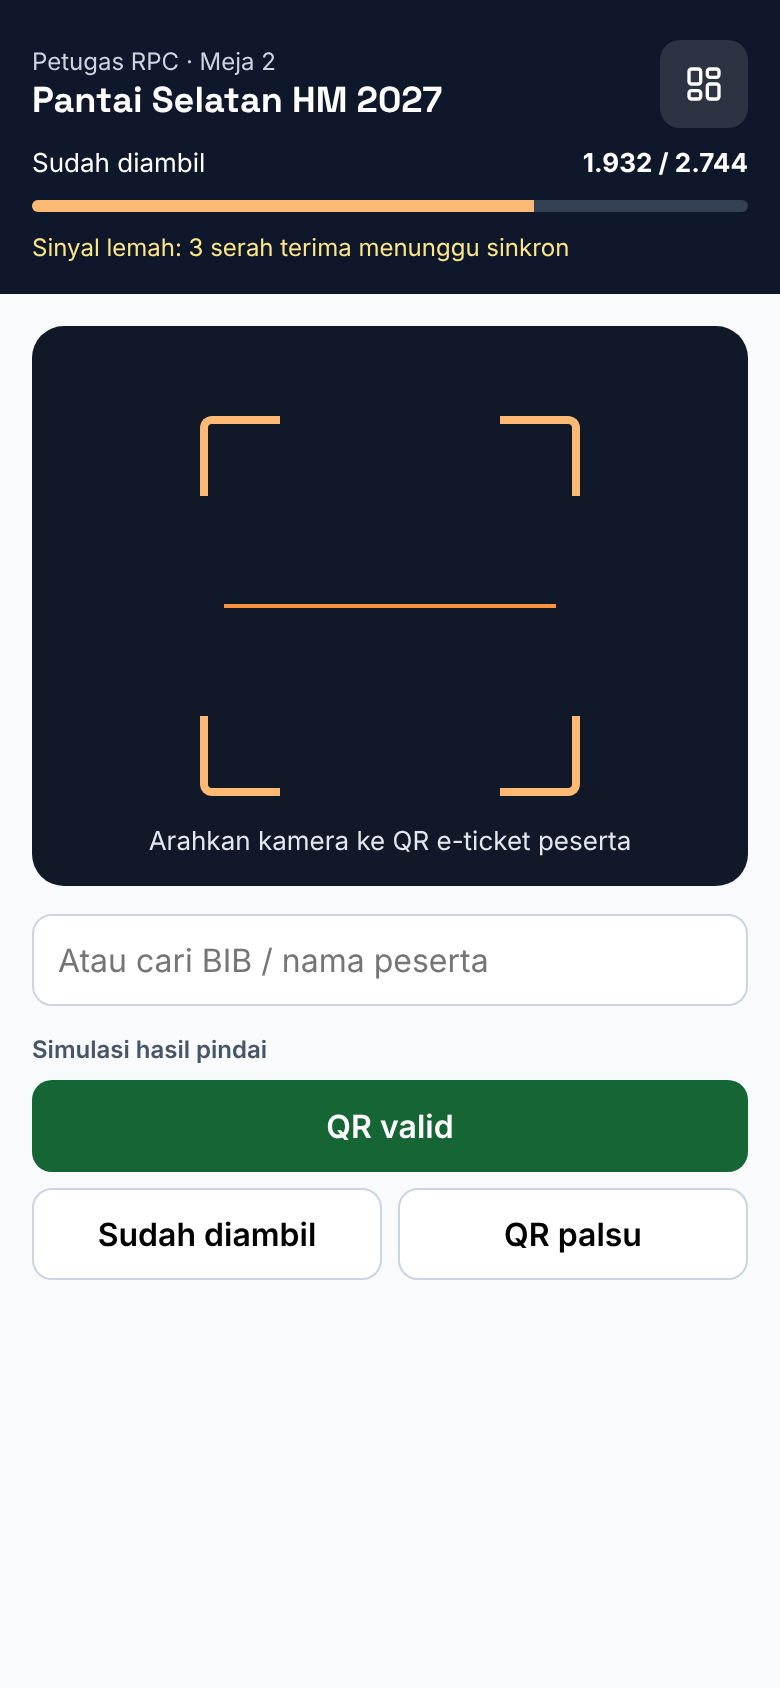 Petugas RPC · Meja 2
Pantai Selatan HM 2027
Sudah diambil 1.932 / 2.744
Sinyal lemah: 3 serah terima menunggu sinkron
Arahkan kamera ke QR e-ticket peserta
Atau cari BIB / nama peserta
Simulasi hasil pindai
QR valid
Sudah diambil QR palsu